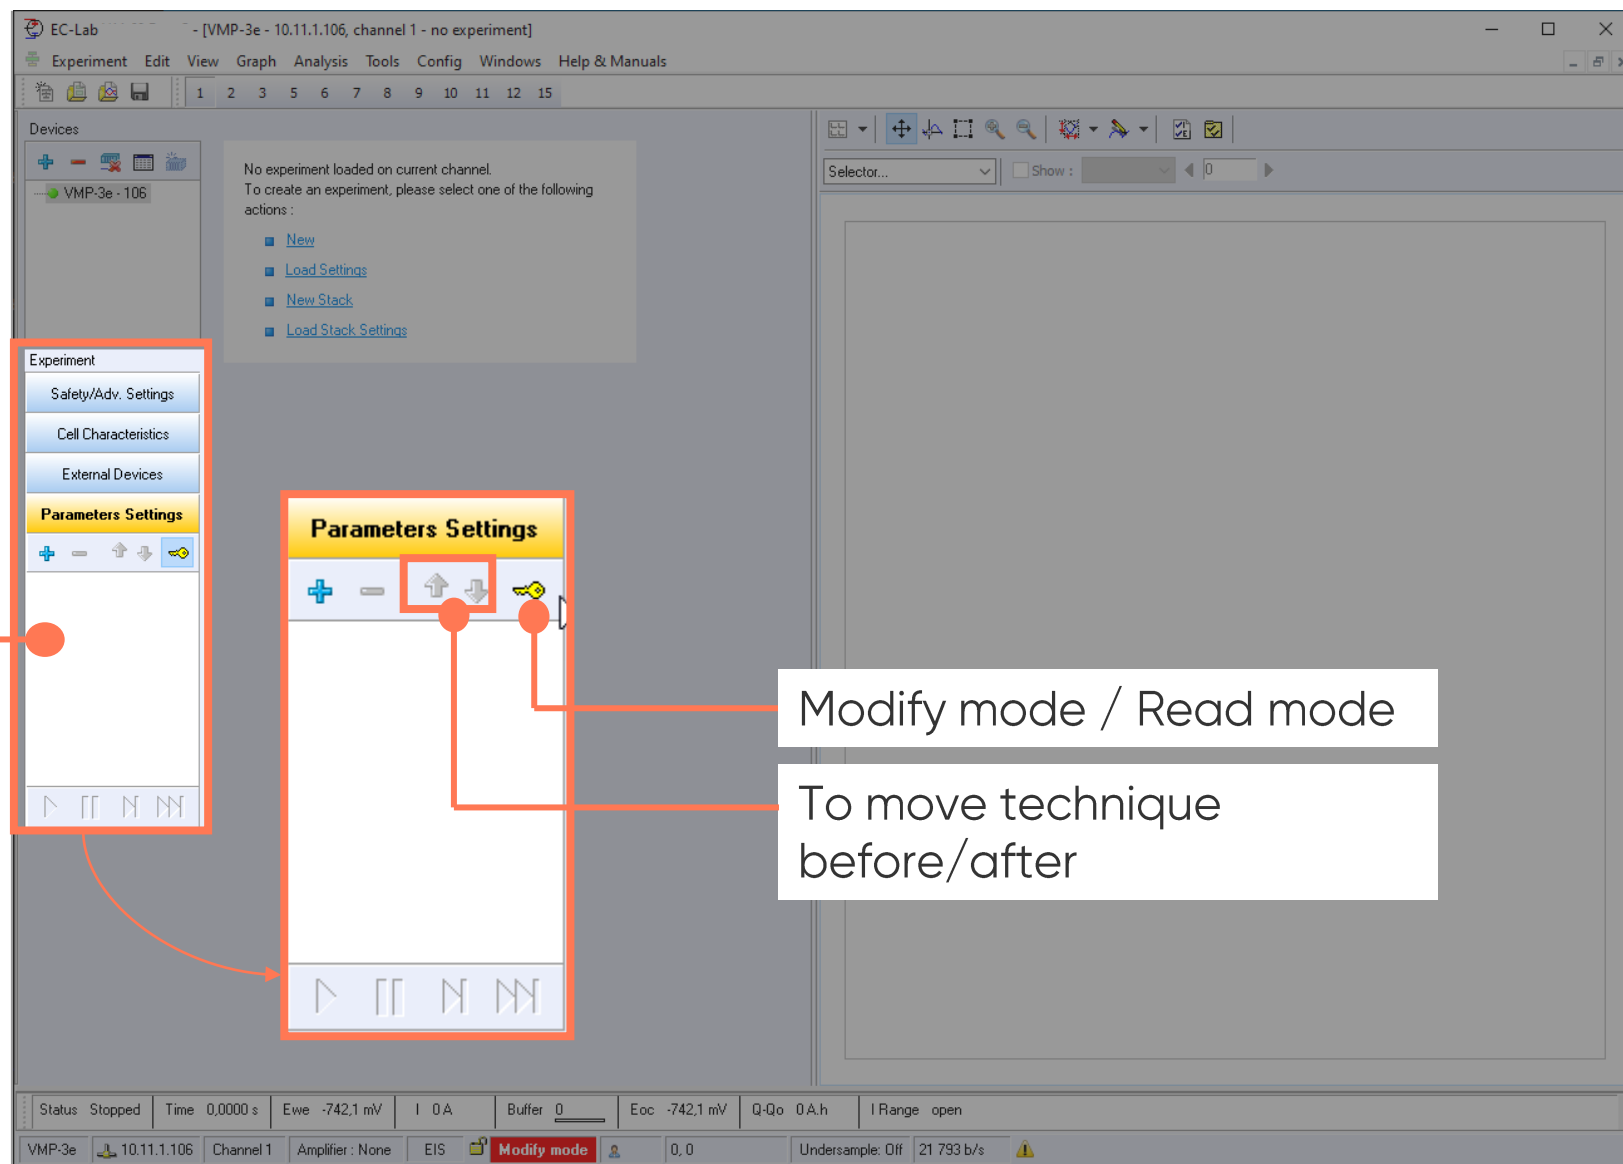 EC-Lab - [VMP-3e - 10.11.1.106, channel 1 - no experiment]
Experiment Edit View Graph Analysis Tools Config Windows Help & Manuals
1 2 3 5 6 7 8 9 10 11 12 15
Devices
VMP-3e - 106
No experiment loaded on current channel.
To create an experiment, please select one of the following
actions :
New
Load Settings
New Stack
Load Stack Settings
Selector... Show : 0
Experiment
Safety/Adv. Settings
Cell Characteristics
External Devices
Parameters Settings
Parameters Settings
Modify mode / Read mode
To move technique
before/after
Status Stopped Time 0,0000 s Ewe -742,1 mV I 0 A Buffer 0 Eoc -742,1 mV Q-Qo 0 A.h I Range open
VMP-3e 10.11.1.106 Channel 1 Amplifier : None EIS Modify mode 0, 0 Undersample: Off 21 793 b/s